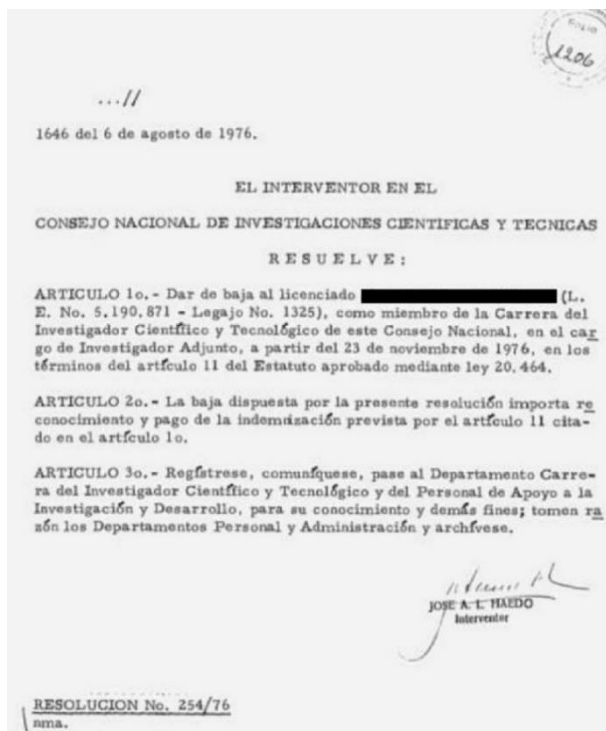 FOLIO
1206
...//
1646 del 6 de agosto de 1976.
EL INTERVENTOR EN EL
CONSEJO NACIONAL DE INVESTIGACIONES CIENTIFICAS Y TECNICAS
R E S U E L V E :
ARTICULO 1o.- Dar de baja al licenciado (L.
E. No. 5.190,871 - Legajo No. 1325), como miembro de la Carrera del
Investigador Científico y Tecnológico de este Consejo Nacional, en el car
go de Investigador Adjunto, a partir del 23 de noviembre de 1976, en los
términos del artículo 11 del Estatuto aprobado mediante ley 20.464.
ARTICULO 2o.- La baja dispuesta por la presente resolución importa re
conocimiento y pago de la indemnización prevista por el artículo 11 cita-
do en el artículo 1o.
ARTICULO 3o.- Regístrese, comuníquese, pase al Departamento Carre-
ra del Investigador Científico y Tecnológico y del Personal de Apoyo a la
Investigación y Desarrollo, para su conocimiento y demás fines; tomen ra
zón los Departamentos Personal y Administración y archívese.
JOSE A. L. HAEDO
Interventor
RESOLUCION No. 254/76
nma.